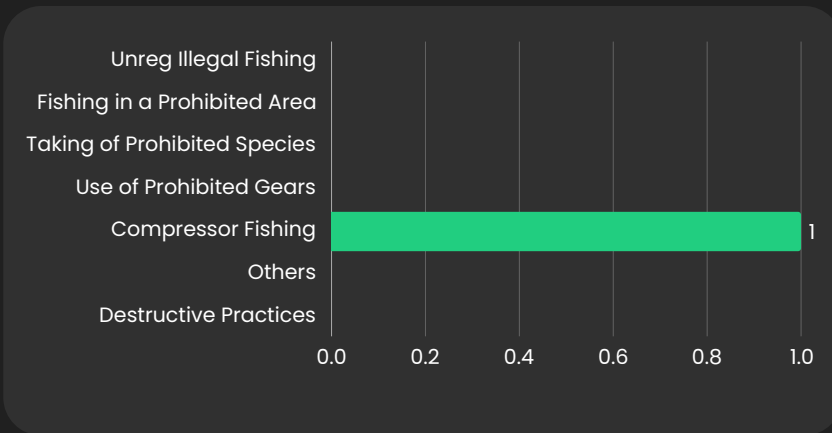 Unreg Illegal Fishing
Fishing in a Prohibited Area
Taking of Prohibited Species
Use of Prohibited Gears
Compressor Fishing 1
Others
Destructive Practices
0.0 0.2 0.4 0.6 0.8 1.0